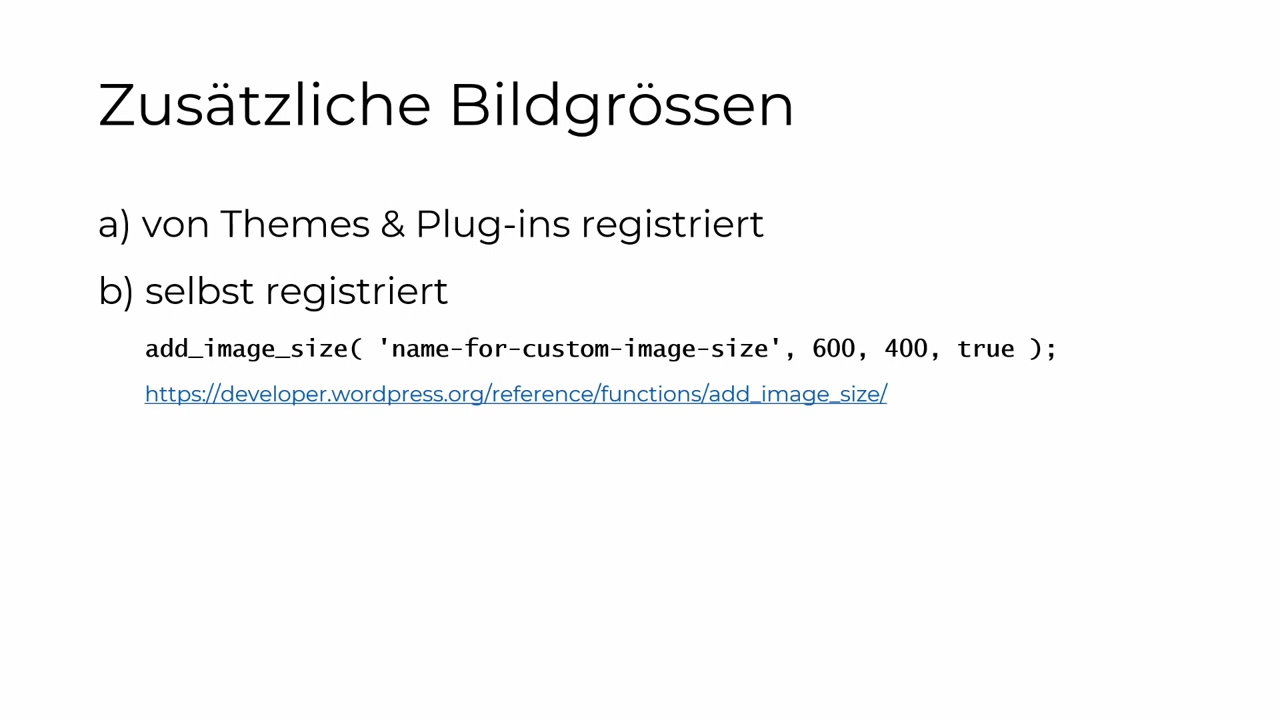 Zusätzliche Bildgrössen
a) von Themes & Plug-ins registriert
b) selbst registriert
add_image_size( 'name-for-custom-image-size', 600, 400, true );
https://developer.wordpress.org/reference/functions/add_image_size/